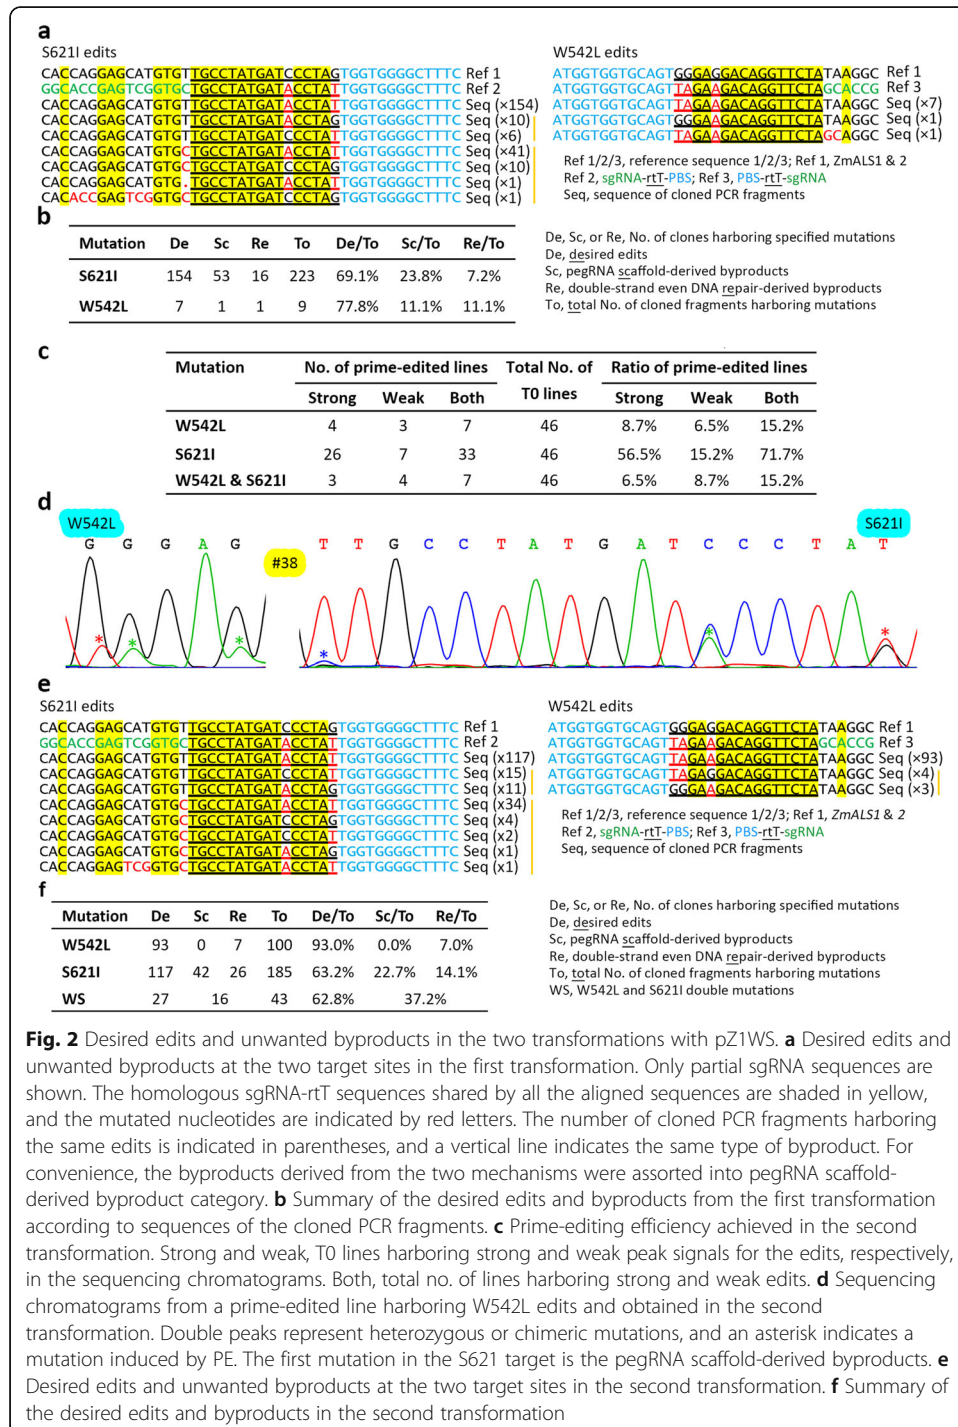 a
S621I edits
CACCAGGAGCATGTGTTGCCTATGATCCCTAGTGGTGGGGCTTTC Ref 1
GGCACCGAGTCGGTGCTGCCTATGATACCTATTGGTGGGGCTTTC Ref 2
CACCAGGAGCATGTGTTGCCTATGATACCTATTGGTGGGGCTTTC Seq (×154)
CACCAGGAGCATGTGTTGCCTATGATACCTAGTGGTGGGGCTTTC Seq (×10)
CACCAGGAGCATGTGTTGCCTATGATCCCTATTGGTGGGGCTTTC Seq (×6)
CACCAGGAGCATGTGCTGCCTATGATACCTATTGGTGGGGCTTTC Seq (×41)
CACCAGGAGCATGTGCTGCCTATGATCCCTAGTGGTGGGGCTTTC Seq (×10)
CACCAGGAGCATGTG.TGCCTATGATACCTATTGGTGGGGCTTTC Seq (×1)
CACACCGAGTCGGTGCTGCCTATGATCCCTAGTGGTGGGGCTTTC Seq (×1)
W542L edits
ATGGTGGTGCAGTGGGAGGACAGGTTCTATAAGGC Ref 1
ATGGTGGTGCAGTTAGAAGACAGGTTCTAGCACCG Ref 3
ATGGTGGTGCAGTTAGAAGACAGGTTCTATAAGGC Seq (×7)
ATGGTGGTGCAGTGGGAAGACAGGTTCTATAAGGC Seq (×1)
ATGGTGGTGCAGTTAGAAGACAGGTTCTAGCAGGC Seq (×1)
Ref 1/2/3, reference sequence 1/2/3; Ref 1, ZmALS1 & 2
Ref 2, sgRNA-rtT-PBS; Ref 3, PBS-rtT-sgRNA
Seq, sequence of cloned PCR fragments
b
Mutation De Sc Re To De/To Sc/To Re/To
S621I 154 53 16 223 69.1% 23.8% 7.2%
W542L 7 1 1 9 77.8% 11.1% 11.1%
De, Sc, or Re, No. of clones harboring specified mutations
De, desired edits
Sc, pegRNA scaffold-derived byproducts
Re, double-strand even DNA repair-derived byproducts
To, total No. of cloned fragments harboring mutations
c
Mutation No. of prime-edited lines Total No. of T0 lines Ratio of prime-edited lines
Strong Weak Both Strong Weak Both
W542L 4 3 7 46 8.7% 6.5% 15.2%
S621I 26 7 33 46 56.5% 15.2% 71.7%
W542L & S621I 3 4 7 46 6.5% 8.7% 15.2%
d
W542L S621I
G G G A G #38 T T G C C T A T G A T C C C T A T
* * * * * *
e
S621I edits
CACCAGGAGCATGTGTTGCCTATGATCCCTAGTGGTGGGGCTTTC Ref 1
GGCACCGAGTCGGTGCTGCCTATGATACCTATTGGTGGGGCTTTC Ref 2
CACCAGGAGCATGTGTTGCCTATGATACCTATTGGTGGGGCTTTC Seq (x117)
CACCAGGAGCATGTGTTGCCTATGATCCCTATTGGTGGGGCTTTC Seq (x15)
CACCAGGAGCATGTGTTGCCTATGATACCTAGTGGTGGGGCTTTC Seq (x11)
CACCAGGAGCATGTGCTGCCTATGATACCTATTGGTGGGGCTTTC Seq (x34)
CACCAGGAGCATGTGCTGCCTATGATCCCTAGTGGTGGGGCTTTC Seq (x4)
CACCAGGAGCATGTGCTGCCTATGATCCCTATTGGTGGGGCTTTC Seq (x2)
CACCAGGAGCATGTGCTGCCTATGATACCTAGTGGTGGGGCTTTC Seq (x1)
CACCAGGAGTCGGTGCTGCCTATGATACCTATTGGTGGGGCTTTC Seq (x1)
W542L edits
ATGGTGGTGCAGTGGGAGGACAGGTTCTATAAGGC Ref 1
ATGGTGGTGCAGTTAGAAGACAGGTTCTAGCACCG Ref 3
ATGGTGGTGCAGTTAGAAGACAGGTTCTATAAGGC Seq (×93)
ATGGTGGTGCAGTTAGAGGACAGGTTCTATAAGGC Seq (×4)
ATGGTGGTGCAGTGGGAAGACAGGTTCTATAAGGC Seq (×3)
Ref 1/2/3, reference sequence 1/2/3; Ref 1, ZmALS1 & 2
Ref 2, sgRNA-rtT-PBS; Ref 3, PBS-rtT-sgRNA
Seq, sequence of cloned PCR fragments
f
Mutation De Sc Re To De/To Sc/To Re/To
W542L 93 0 7 100 93.0% 0.0% 7.0%
S621I 117 42 26 185 63.2% 22.7% 14.1%
WS 27 16 43 62.8% 37.2%
De, Sc, or Re, No. of clones harboring specified mutations
De, desired edits
Sc, pegRNA scaffold-derived byproducts
Re, double-strand even DNA repair-derived byproducts
To, total No. of cloned fragments harboring mutations
WS, W542L and S621I double mutations
Fig. 2 Desired edits and unwanted byproducts in the two transformations with pZ1WS. a Desired edits and
unwanted byproducts at the two target sites in the first transformation. Only partial sgRNA sequences are
shown. The homologous sgRNA-rtT sequences shared by all the aligned sequences are shaded in yellow,
and the mutated nucleotides are indicated by red letters. The number of cloned PCR fragments harboring
the same edits is indicated in parentheses, and a vertical line indicates the same type of byproduct. For
convenience, the byproducts derived from the two mechanisms were assorted into pegRNA scaffold-
derived byproduct category. b Summary of the desired edits and byproducts from the first transformation
according to sequences of the cloned PCR fragments. c Prime-editing efficiency achieved in the second
transformation. Strong and weak, T0 lines harboring strong and weak peak signals for the edits, respectively,
in the sequencing chromatograms. Both, total no. of lines harboring strong and weak edits. d Sequencing
chromatograms from a prime-edited line harboring W542L edits and obtained in the second
transformation. Double peaks represent heterozygous or chimeric mutations, and an asterisk indicates a
mutation induced by PE. The first mutation in the S621 target is the pegRNA scaffold-derived byproducts. e
Desired edits and unwanted byproducts at the two target sites in the second transformation. f Summary of
the desired edits and byproducts in the second transformation